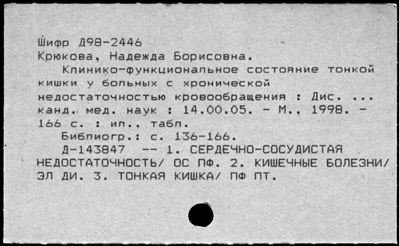 Шифр Д98-2446
Крюкова, Надежда Борисовна.
Клинико-функциональное состояние тонкой
кишки у больных с хронической
недостаточностью кровообращения : Дис. ...
канд. мед. наук : 14.00.05. - М., 1998. -
166 с. : ил., табл.
Библиогр.: с. 136-166.
Д-143847 -- 1. СЕРДЕЧНО-СОСУДИСТАЯ
НЕДОСТАТОЧНОСТЬ/ ОС ПФ. 2. КИШЕЧНЫЕ БОЛЕЗНИ/
ЭЛ ДИ. 3. ТОНКАЯ КИШКА/ ПФ ПТ.